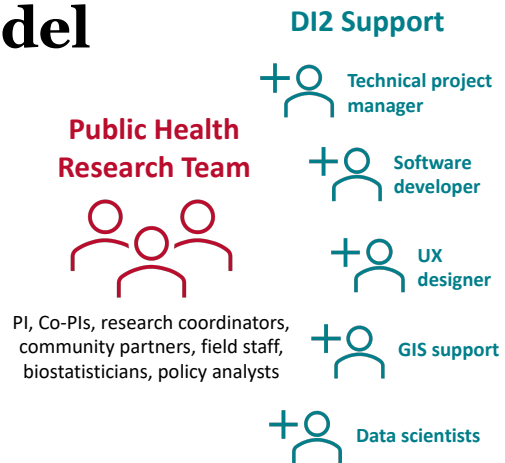 del
DI2 Support
Technical project
manager
Public Health
Research Team
Software
developer
UX
designer
PI, Co-PIs, research coordinators,
community partners, field staff,
biostatisticians, policy analysts
GIS support
Data scientists